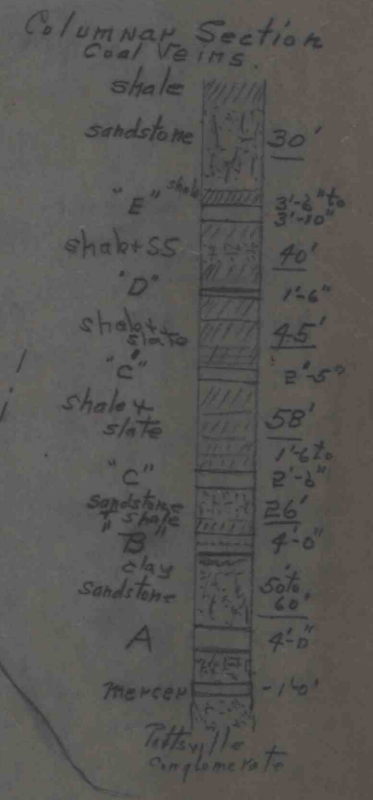 Columnar Section
Coal Veins.
shale
sandstone 30'
shale
"E" 3'-6" to
3'-10"
shale+SS 40'
"D" 1'-6"
shale+
slate 45'
"C'" 2'-5"
shale+
slate 58'
"C" 1'-6 to
2'-6"
sandstone 26'
" shale
"B" 4'-0"
clay
sandstone 50 to
60'
A 4'-0"
mercer -1'0"
Pottsville
Conglomerate